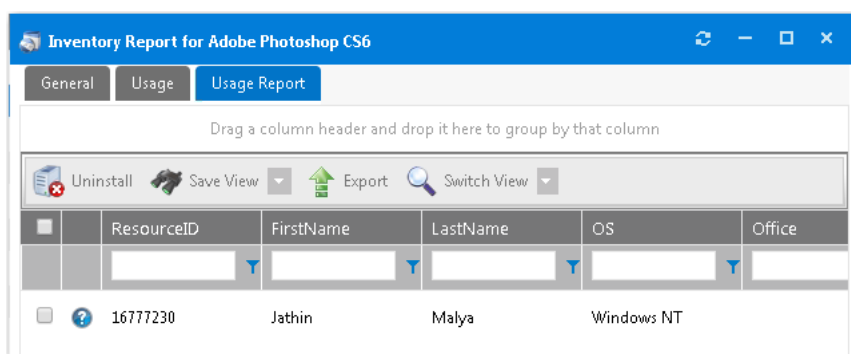 Inventory Report for Adobe Photoshop CS6
General Usage Usage Report
Drag a column header and drop it here to group by that column
Uninstall Save View Export Switch View
ResourceID FirstName LastName OS Office
16777230 Jathin Malya Windows NT